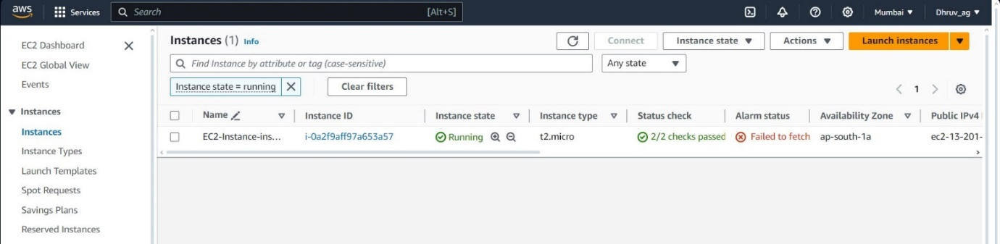 aws Services Search [Alt+S] Mumbai ▼ Dhruv_ag ▼
EC2 Dashboard
EC2 Global View
Events
▼ Instances
Instances
Instance Types
Launch Templates
Spot Requests
Savings Plans
Reserved Instances
Instances (1) Info Connect Instance state ▼ Actions ▼ Launch instances ▼
Find Instance by attribute or tag (case-sensitive) Any state ▼
Instance state = running Clear filters
1
Name Instance ID Instance state Instance type Status check Alarm status Availability Zone Public IPv4
EC2-Instance-ins... i-0a2f9aff97a653a57 Running t2.micro 2/2 checks passed Failed to fetch ap-south-1a ec2-13-201-